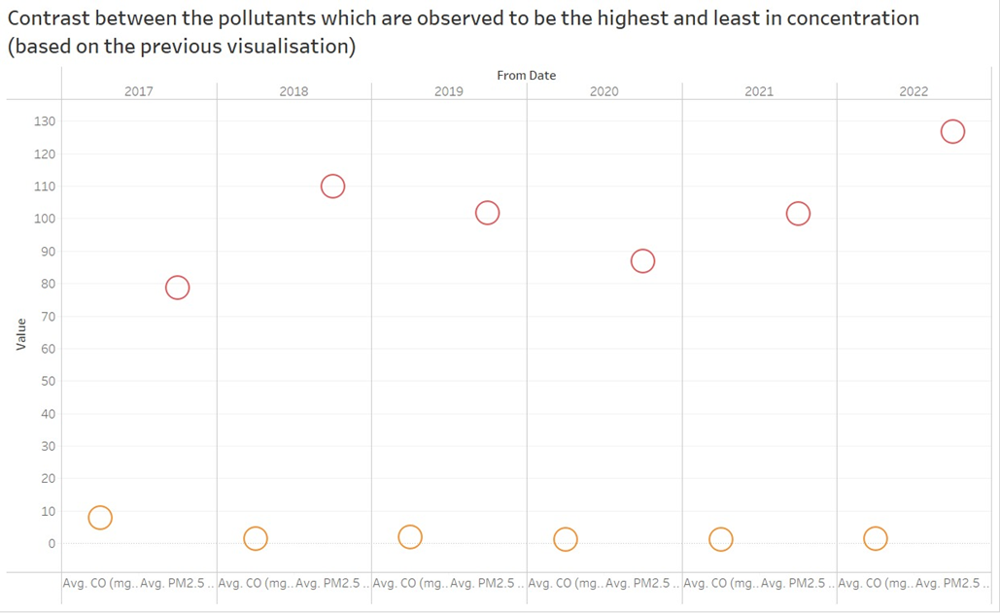 Contrast between the pollutants which are observed to be the highest and least in concentration
(based on the previous visualisation)
From Date
2017 2018 2019 2020 2021 2022
130
120
110
100
90
80
70
60
50
40
30
20
10
0
Value
Avg. CO (mg.. Avg. PM2.5 .. Avg. CO (mg.. Avg. PM2.5 .. Avg. CO (mg.. Avg. PM2.5 .. Avg. CO (mg.. Avg. PM2.5 .. Avg. CO (mg.. Avg. PM2.5 .. Avg. CO (mg.. Avg. PM2.5 ..